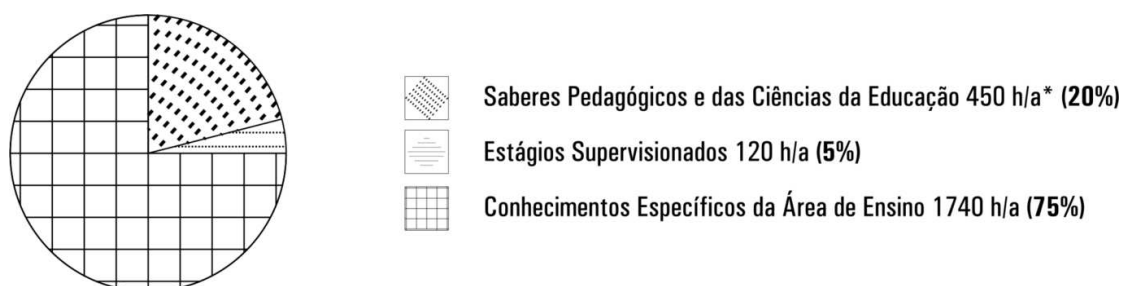 Saberes Pedagógicos e das Ciências da Educação 450 h/a* (20%)
Estágios Supervisionados 120 h/a (5%)
Conhecimentos Específicos da Área de Ensino 1740 h/a (75%)